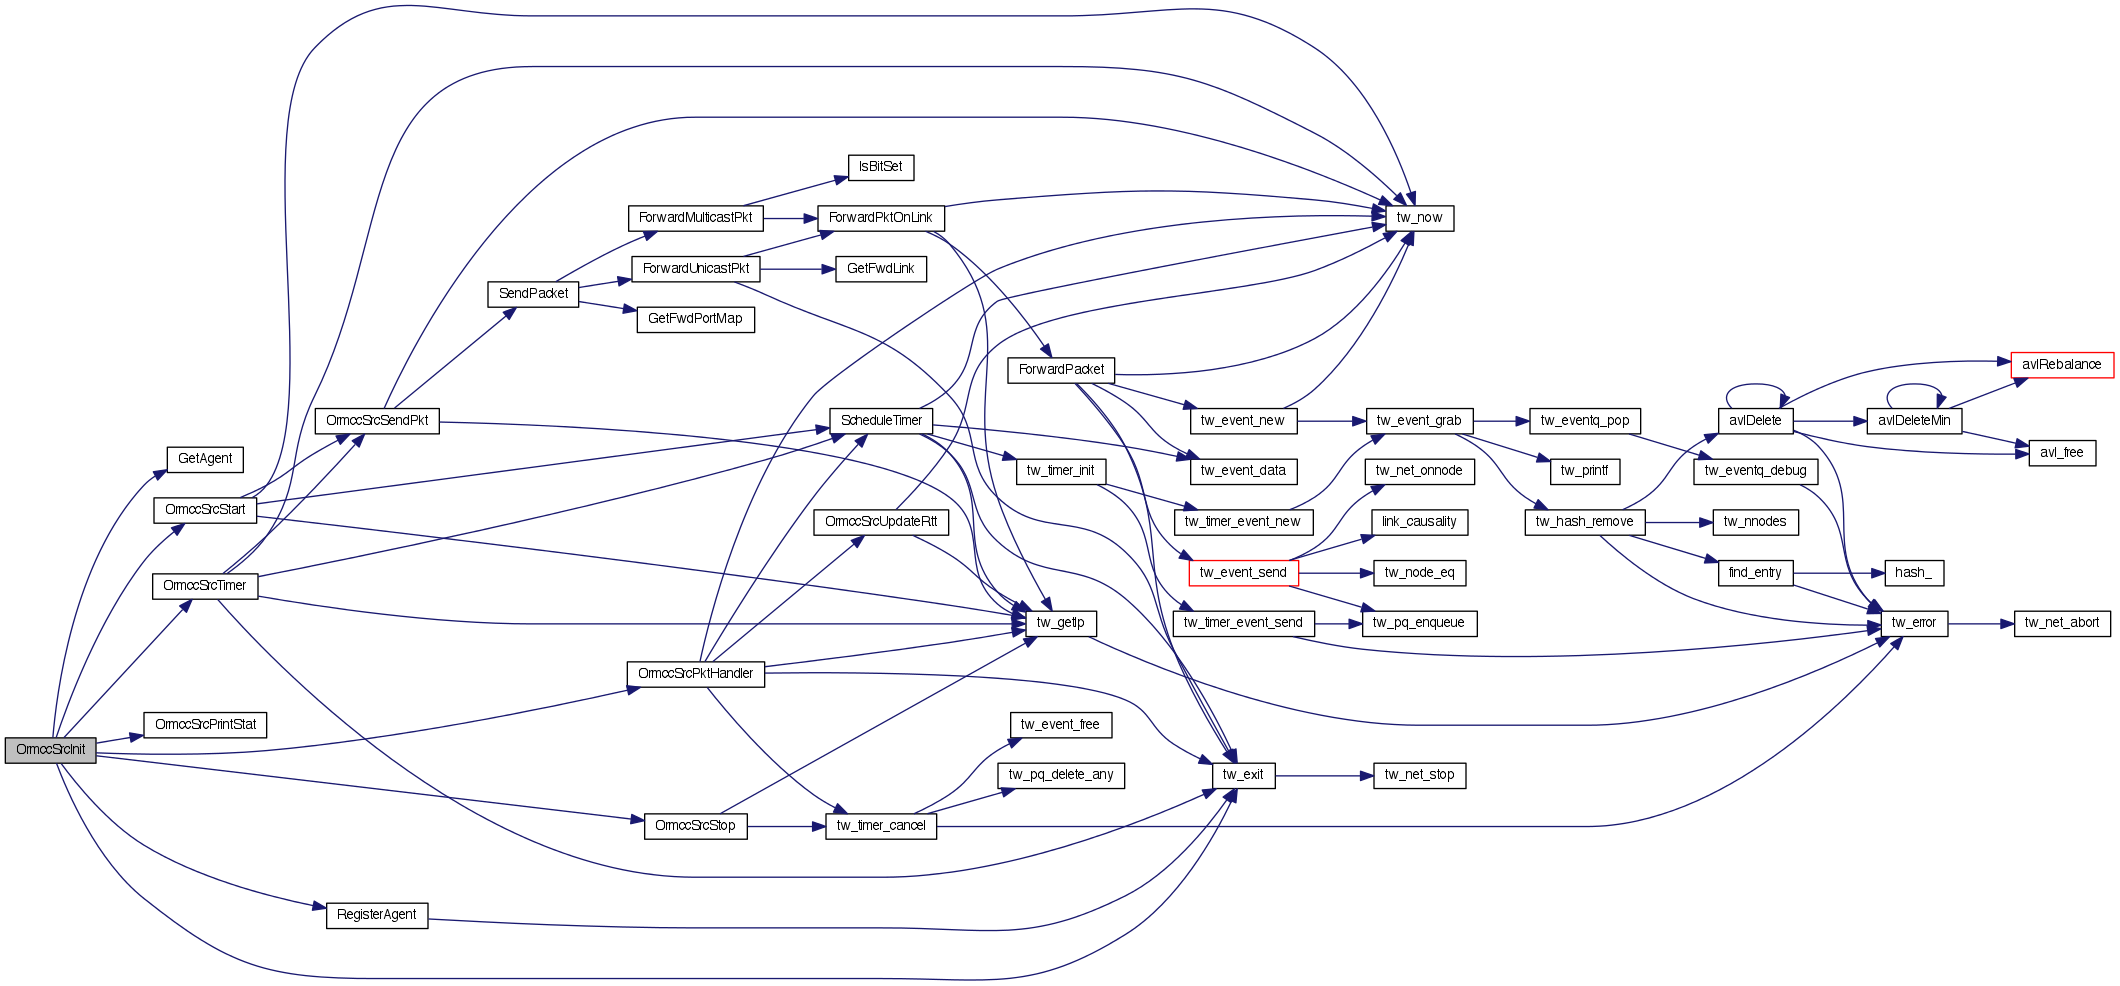 OrmccSrcInit
GetAgent
OrmccSrcStart
OrmccSrcTimer
OrmccSrcPrintStat
OrmccSrcSendPkt
RegisterAgent
SendPacket
ForwardMulticastPkt
ForwardUnicastPkt
GetFwdPortMap
OrmccSrcPktHandler
OrmccSrcStop
IsBitSet
ForwardPktOnLink
GetFwdLink
ScheduleTimer
OrmccSrcUpdateRtt
tw_timer_cancel
ForwardPacket
tw_timer_init
tw_getlp
tw_event_free
tw_pq_delete_any
tw_event_new
tw_event_data
tw_timer_event_new
tw_event_send
tw_timer_event_send
tw_exit
tw_now
tw_event_grab
tw_net_onnode
link_causality
tw_node_eq
tw_pq_enqueue
tw_net_stop
tw_eventq_pop
tw_printf
tw_hash_remove
tw_eventq_debug
avlDelete
tw_nnodes
find_entry
avlDeleteMin
hash_
tw_error
avlRebalance
avl_free
tw_net_abort